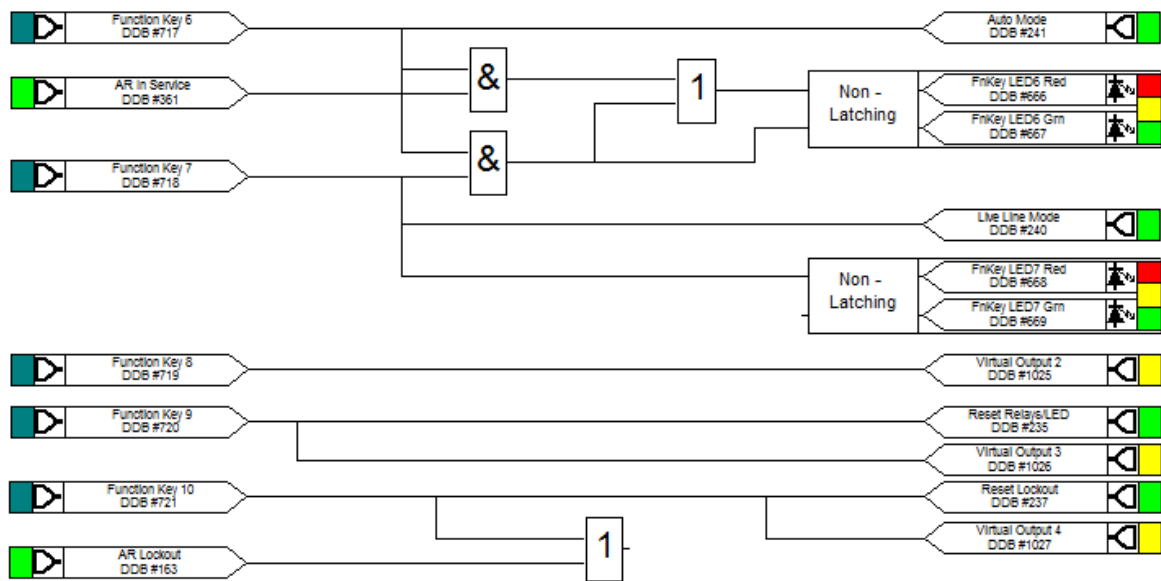 Function Key 6
DDB #717
Auto Mode
DDB #241
AR in Service
DDB #361
&
1
Non -
Latching
FnKey LED6 Red
DDB #666
FnKey LED6 Grn
DDB #667
&
Function Key 7
DDB #718
Live Line Mode
DDB #240
Non -
Latching
FnKey LED7 Red
DDB #668
FnKey LED7 Grn
DDB #669
Function Key 8
DDB #719
Virtual Output 2
DDB #1025
Function Key 9
DDB #720
Reset Relays/LED
DDB #235
Virtual Output 3
DDB #1026
Function Key 10
DDB #721
Reset Lockout
DDB #237
1
Virtual Output 4
DDB #1027
AR Lockout
DDB #163